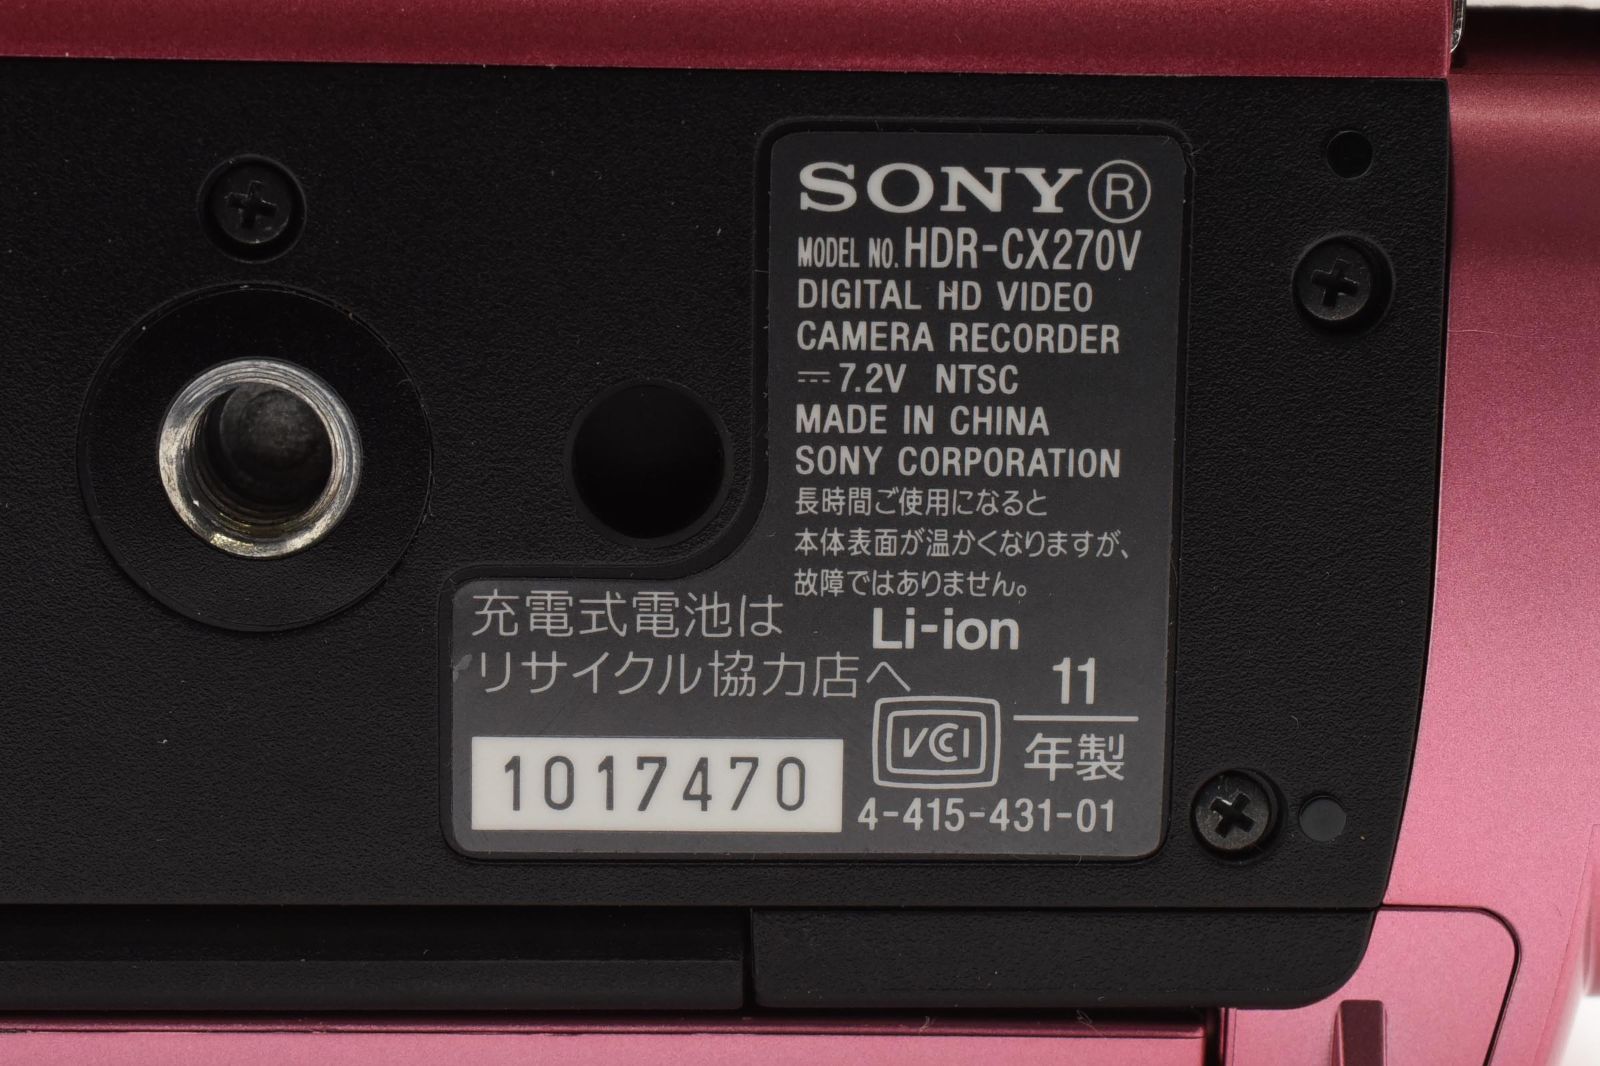 SONY®
MODEL NO. HDR-CX270V
DIGITAL HD VIDEO
CAMERA RECORDER
⎓7.2V NTSC
MADE IN CHINA
SONY CORPORATION
長時間ご使用になると
本体表面が温かくなりますが、
故障ではありません。
充電式電池は
リサイクル協力店へ
Li-ion
11
年製
VCCI
1017470
4-415-431-01